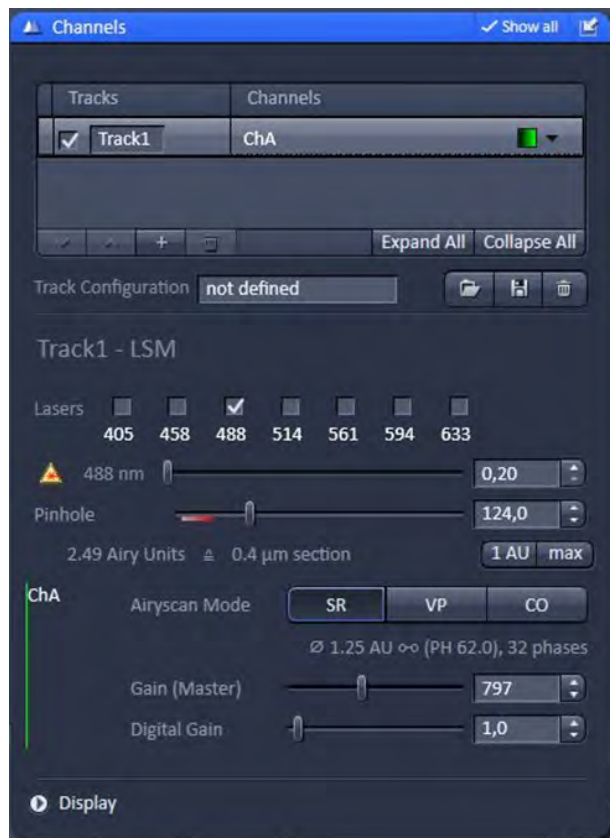 Channels Show all
Tracks Channels
Track1 ChA
Expand All Collapse All
Track Configuration not defined
Track1 - LSM
Lasers
405 458 488 514 561 594 633
488 nm 0,20
Pinhole 124,0
2.49 Airy Units ≙ 0.4 µm section 1 AU max
ChA Airyscan Mode SR VP CO
Ø 1.25 AU (PH 62.0), 32 phases
Gain (Master) 797
Digital Gain 1,0
Display